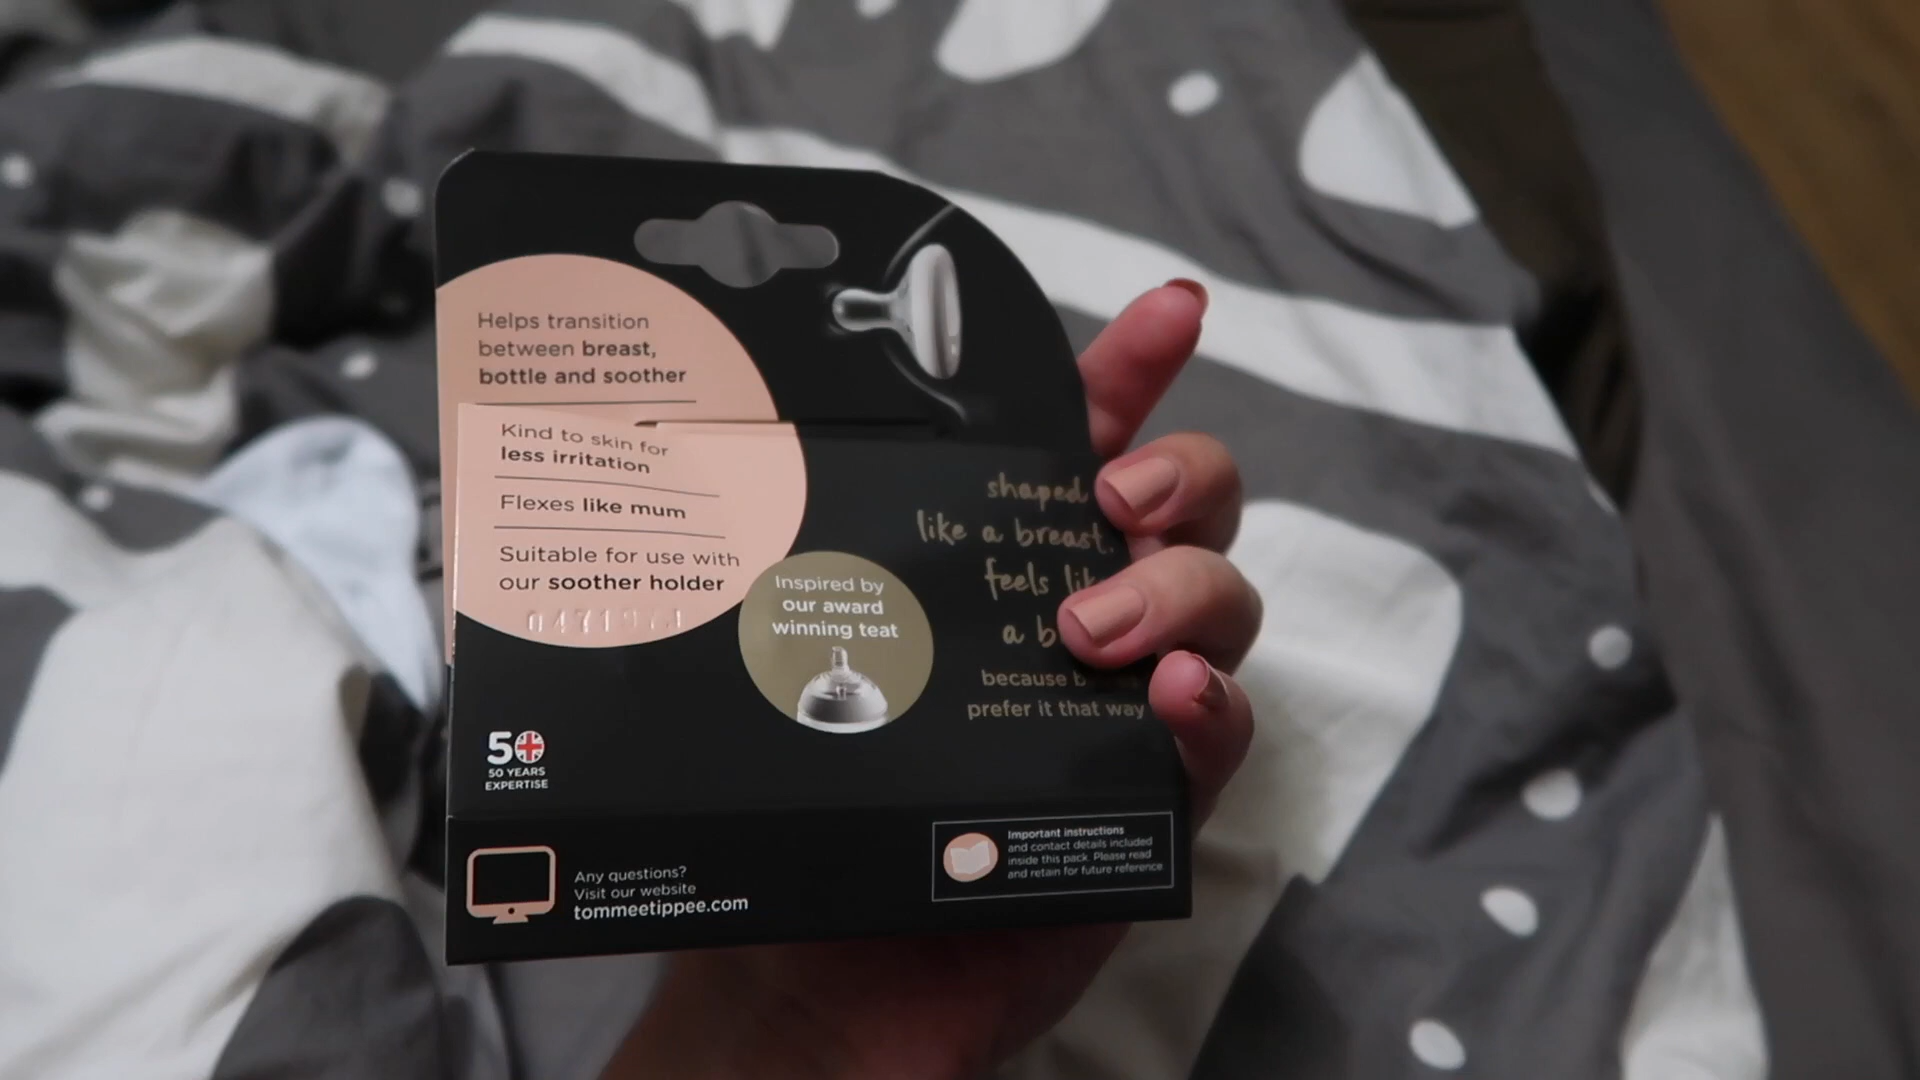 Helps transition
between breast,
bottle and soother
Kind to skin for
less irritation
Flexes like mum
Suitable for use with
our soother holder
Inspired by
our award
winning teat
shaped
like a breast.
feels
a
because
prefer it that way
50
50 YEARS
EXPERTISE
Any questions?
Visit our website
tommeetippee.com
Important instructions
and contact details included
inside this pack. Please read
and retain for future reference